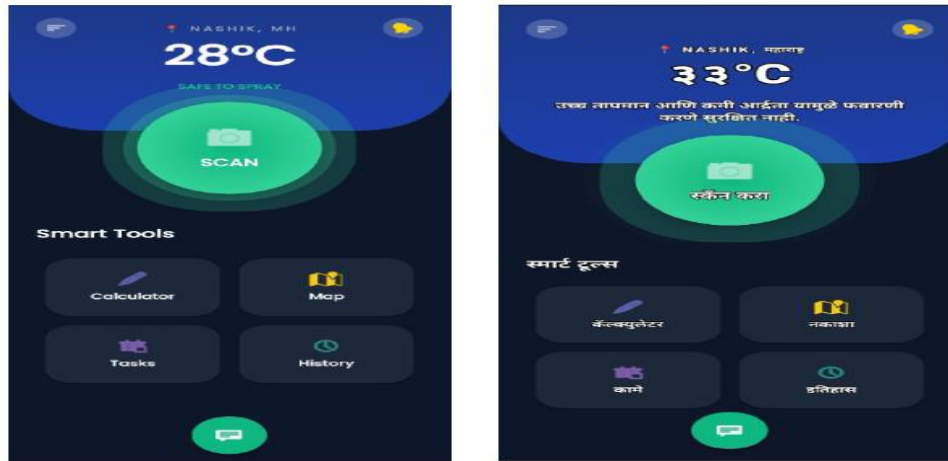 NASHIK, MH
28°C
SAFE TO SPRAY
SCAN
Smart Tools
Calculator
Map
Tasks
History
NASHIK, महाराष्ट्र
३३°C
उच्च तापमान आणि कमी आर्द्रता यामुळे फवारणी
करणे सुरक्षित नाही.
स्कॅन करा
स्मार्ट टूल्स
कॅल्क्युलेटर
नकाशा
कामे
इतिहास